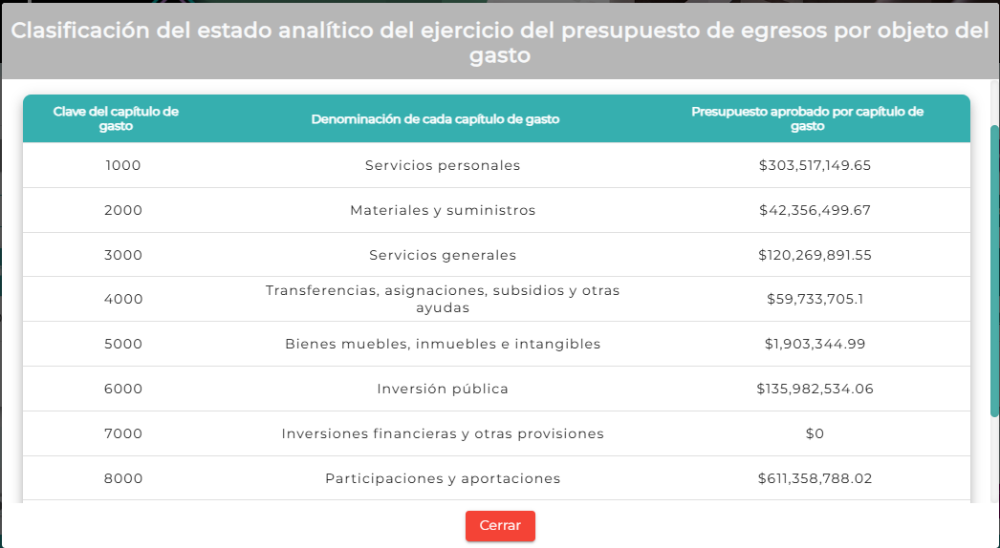 Clasificación del estado analítico del ejercicio del presupuesto de egresos por objeto del
gasto
Clave del capítulo de
gasto
Denominación de cada capítulo de gasto
Presupuesto aprobado por capítulo de
gasto
1000 Servicios personales $303,517,149.65
2000 Materiales y suministros $42,356,499.67
3000 Servicios generales $120,269,891.55
4000 Transferencias, asignaciones, subsidios y otras
ayudas $59,733,705.1
5000 Bienes muebles, inmuebles e intangibles $1,903,344.99
6000 Inversión pública $135,982,534.06
7000 Inversiones financieras y otras provisiones $0
8000 Participaciones y aportaciones $611,358,788.02
Cerrar